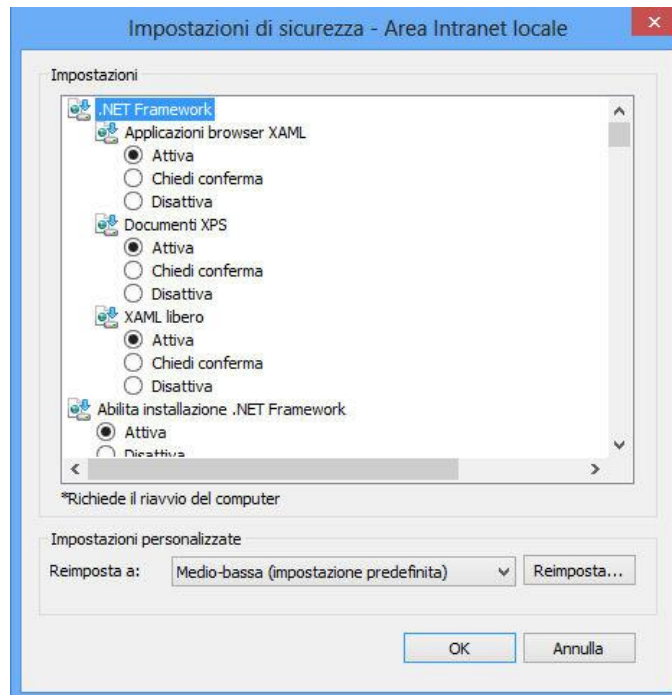 Impostazioni di sicurezza - Area Intranet locale
Impostazioni
.NET Framework
Applicazioni browser XAML
Attiva
Chiedi conferma
Disattiva
Documenti XPS
Attiva
Chiedi conferma
Disattiva
XAML libero
Attiva
Chiedi conferma
Disattiva
Abilita installazione .NET Framework
Attiva
Disattiva
*Richiede il riavvio del computer
Impostazioni personalizzate
Reimposta a: Medio-bassa (impostazione predefinita) Reimposta...
OK Annulla